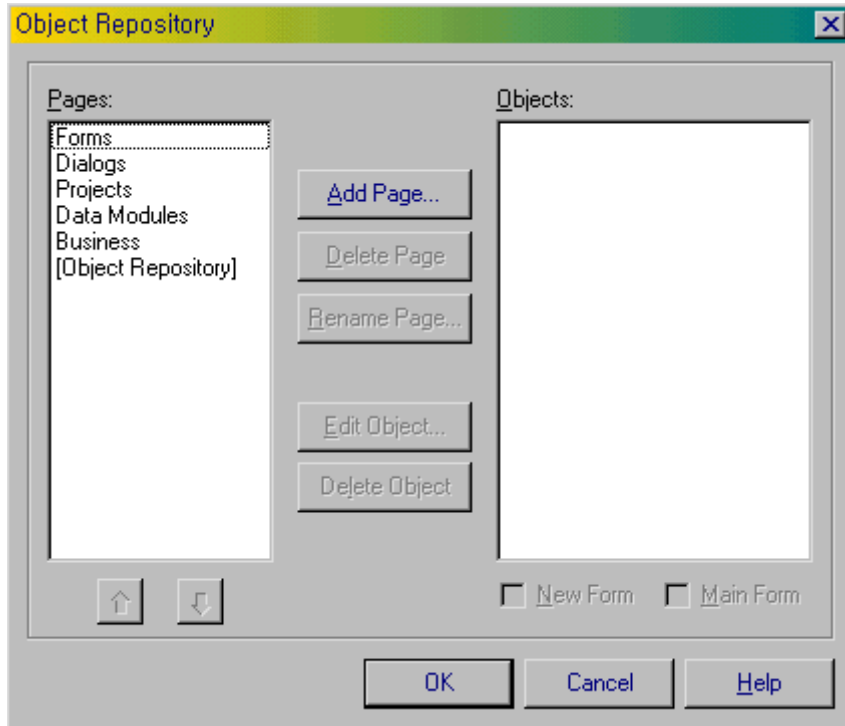 Object Repository
Pages:
Objects:
Forms
Dialogs
Projects
Data Modules
Business
[Object Repository]
Add Page...
Delete Page
Rename Page...
Edit Object...
Delete Object
New Form
Main Form
OK
Cancel
Help